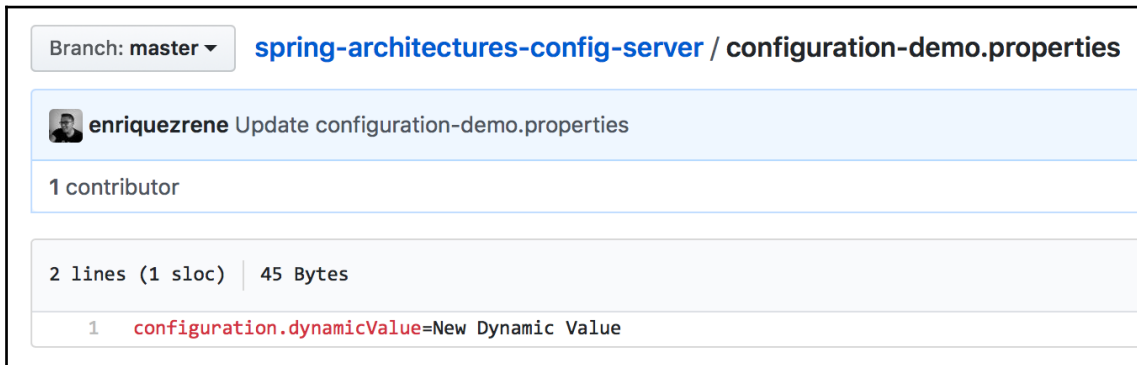 Branch: master spring-architectures-config-server / configuration-demo.properties
enriquezrene Update configuration-demo.properties
1 contributor
2 lines (1 sloc) 45 Bytes
1 configuration.dynamicValue=New Dynamic Value